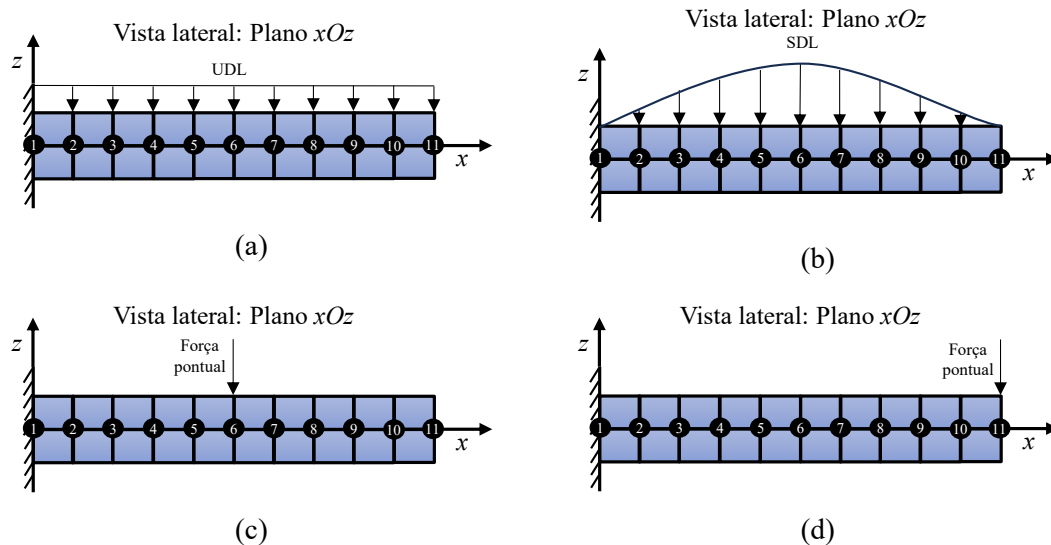 Vista lateral: Plano xOz
z
UDL
1 2 3 4 5 6 7 8 9 10 11
x
(a)
Vista lateral: Plano xOz
SDL
z
1 2 3 4 5 6 7 8 9 10 11
x
(b)
Vista lateral: Plano xOz
z
Força
pontual
1 2 3 4 5 6 7 8 9 10 11
x
(c)
Vista lateral: Plano xOz
z
Força
pontual
1 2 3 4 5 6 7 8 9 10 11
x
(d)